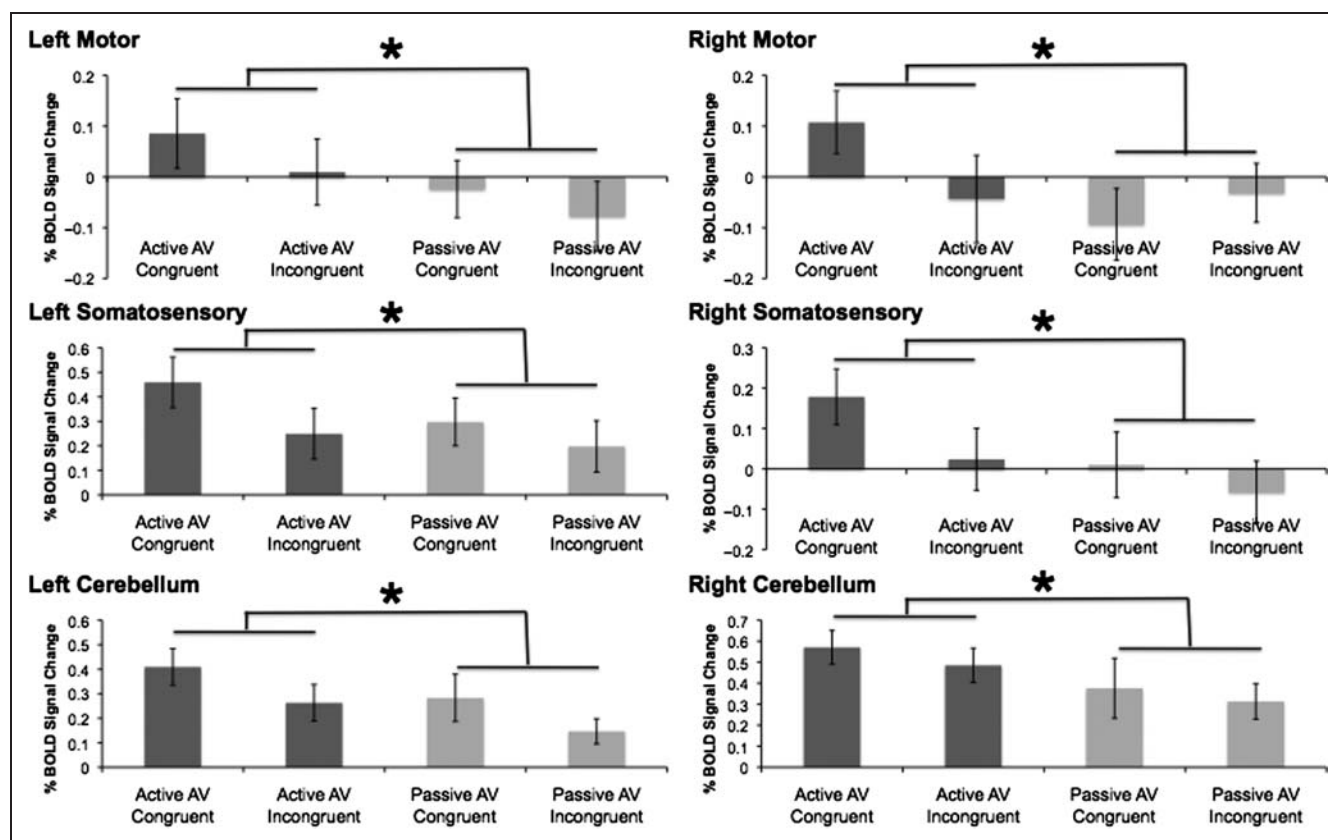 Left Motor
*
% BOLD Signal Change
0.2
0.1
0
−0.1
−0.2
Active AV
Congruent
Active AV
Incongruent
Passive AV
Congruent
Passive AV
Incongruent
Right Motor
*
% BOLD Signal Change
0.2
0.1
0
−0.1
−0.2
Active AV
Congruent
Active AV
Incongruent
Passive AV
Congruent
Passive AV
Incongruent
Left Somatosensory
*
% BOLD Signal Change
0.6
0.5
0.4
0.3
0.2
0.1
0
Active AV
Congruent
Active AV
Incongruent
Passive AV
Congruent
Passive AV
Incongruent
Right Somatosensory
*
% BOLD Signal Change
0.3
0.2
0.1
0
−0.1
−0.2
Active AV
Congruent
Active AV
Incongruent
Passive AV
Congruent
Passive AV
Incongruent
Left Cerebellum
*
% BOLD Signal Change
0.6
0.5
0.4
0.3
0.2
0.1
0
Active AV
Congruent
Active AV
Incongruent
Passive AV
Congruent
Passive AV
Incongruent
Right Cerebellum
*
% BOLD Signal Change
0.7
0.6
0.5
0.4
0.3
0.2
0.1
0
Active AV
Congruent
Active AV
Incongruent
Passive AV
Congruent
Passive AV
Incongruent